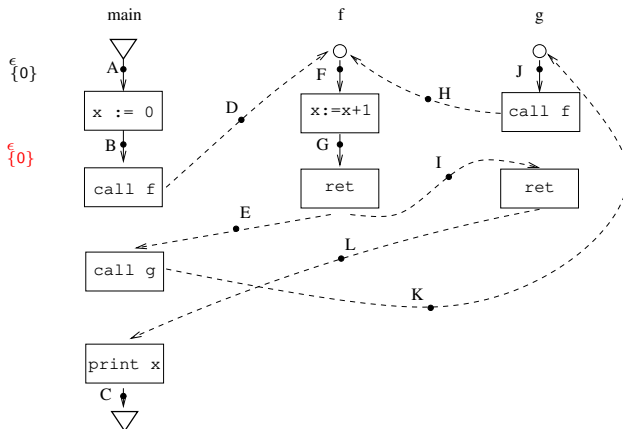 main f g
ϵ
{0}
A F J
x := 0 D x:=x+1 H call f
B G
ϵ
{0}
I
call f ret ret
E
call g L
K
print x
C